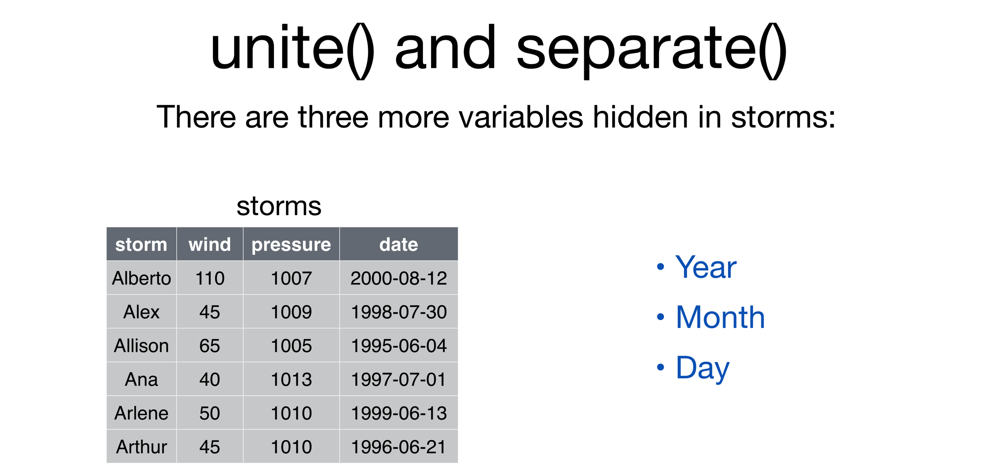 unite() and separate()
There are three more variables hidden in storms:
storms
storm wind pressure date
Alberto 110 1007 2000-08-12
Alex 45 1009 1998-07-30
Allison 65 1005 1995-06-04
Ana 40 1013 1997-07-01
Arlene 50 1010 1999-06-13
Arthur 45 1010 1996-06-21
• Year
• Month
• Day